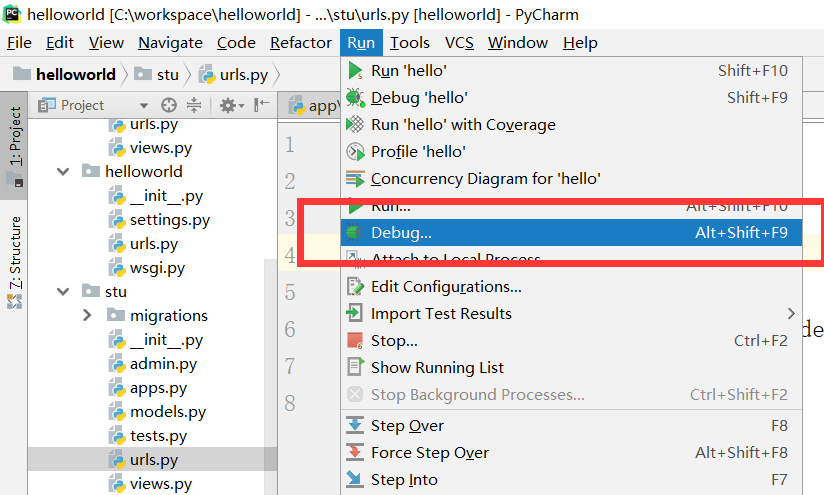 helloworld [C:\workspace\helloworld] - ...\stu\urls.py [helloworld] - PyCharm
File Edit View Navigate Code Refactor Run Tools VCS Window Help
helloworld stu urls.py
Project
1: Project
7: Structure
urls.py
views.py
helloworld
__init__.py
settings.py
urls.py
wsgi.py
stu
migrations
__init__.py
admin.py
apps.py
models.py
tests.py
urls.py
views.py
app\
1
2
3
4
5
6
7
8
Run 'hello' Shift+F10
Debug 'hello' Shift+F9
Run 'hello' with Coverage
Profile 'hello'
Concurrency Diagram for 'hello'
Run... Alt+Shift+F10
Debug... Alt+Shift+F9
Attach to Local Process...
Edit Configurations...
Import Test Results
Stop... Ctrl+F2
Show Running List
Stop Background Processes... Ctrl+Shift+F2
Step Over F8
Force Step Over Alt+Shift+F8
Step Into F7
de